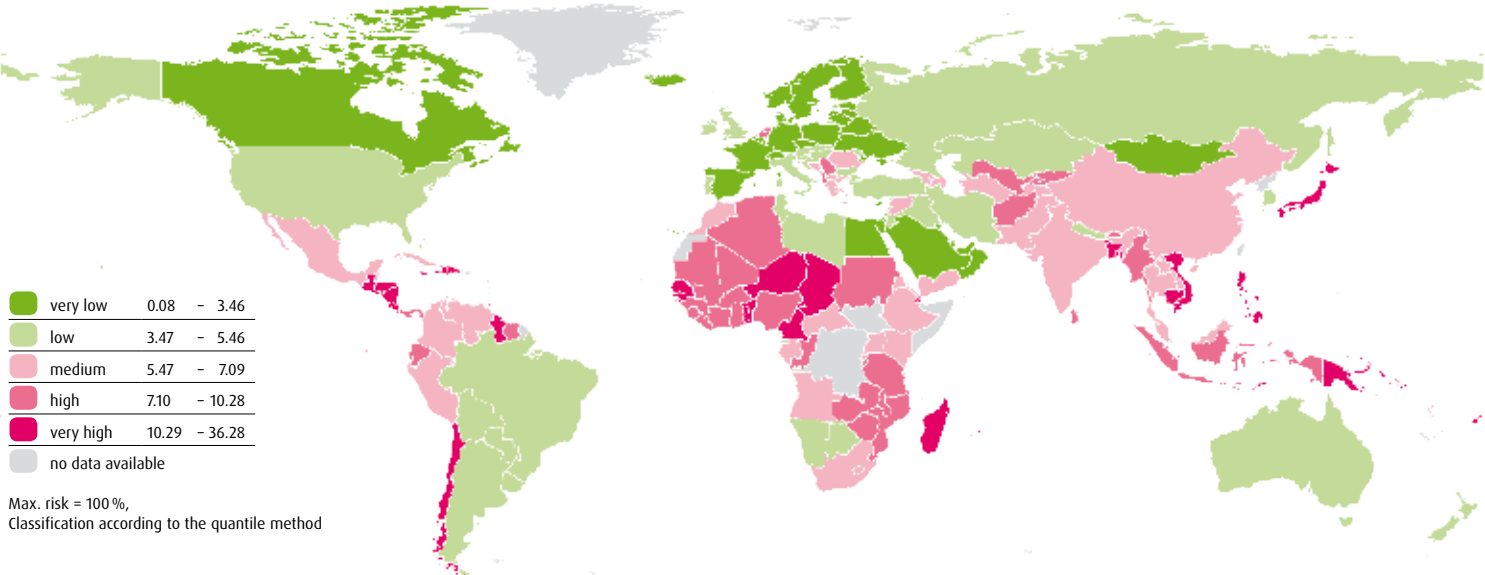 very low 0.08 – 3.46
low 3.47 – 5.46
medium 5.47 – 7.09
high 7.10 – 10.28
very high 10.29 – 36.28
no data available
Max. risk = 100 %,
Classification according to the quantile method